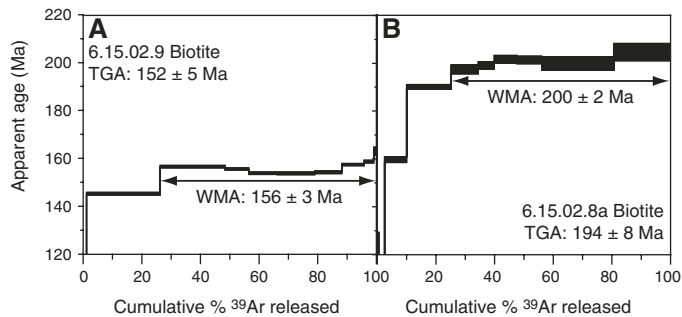 A
B
6.15.02.9 Biotite
TGA: 152 ± 5 Ma
WMA: 156 ± 3 Ma
WMA: 200 ± 2 Ma
6.15.02.8a Biotite
TGA: 194 ± 8 Ma
Apparent age (Ma)
220
200
180
160
140
120
0 20 40 60 80 100
20 40 60 80 100
Cumulative % ³⁹Ar released
Cumulative % ³⁹Ar released